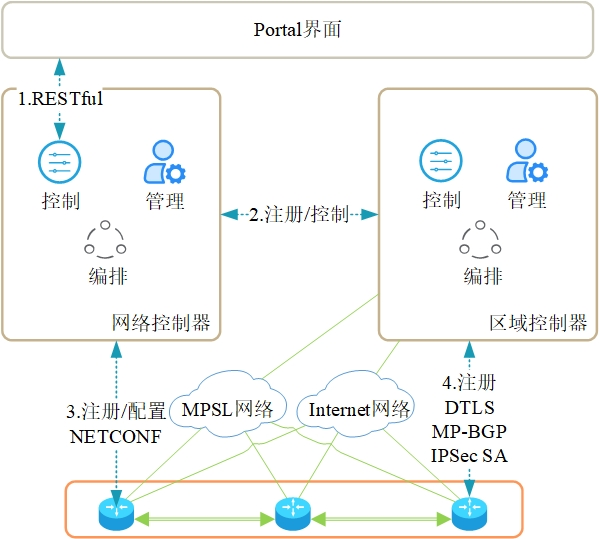 Portal界面
1.RESTful
控制
管理
编排
网络控制器
2.注册/控制
控制
管理
编排
区域控制器
3.注册/配置
NETCONF
MPSL网络
Internet网络
4.注册
DTLS
MP-BGP
IPSec SA